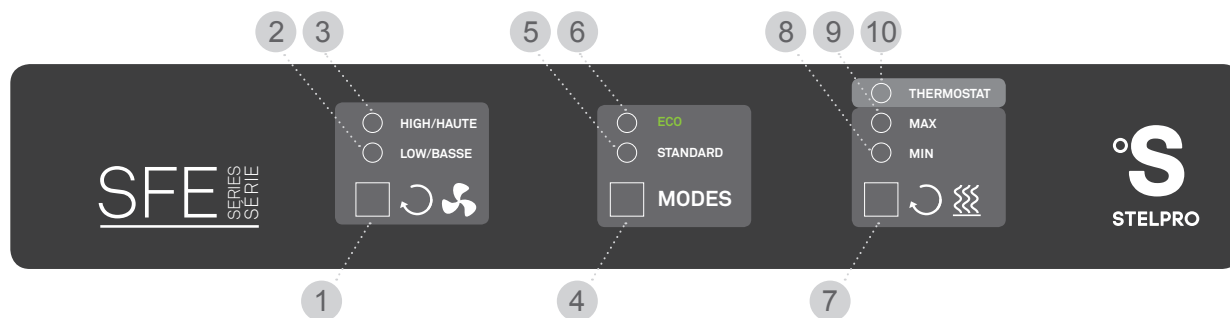 2 3 5 6 8 9 10
THERMOSTAT
HIGH/HAUTE ECO MAX
LOW/BASSE STANDARD MIN
SFE SERIES
SÉRIE
MODES
S
STELPRO
1 4 7